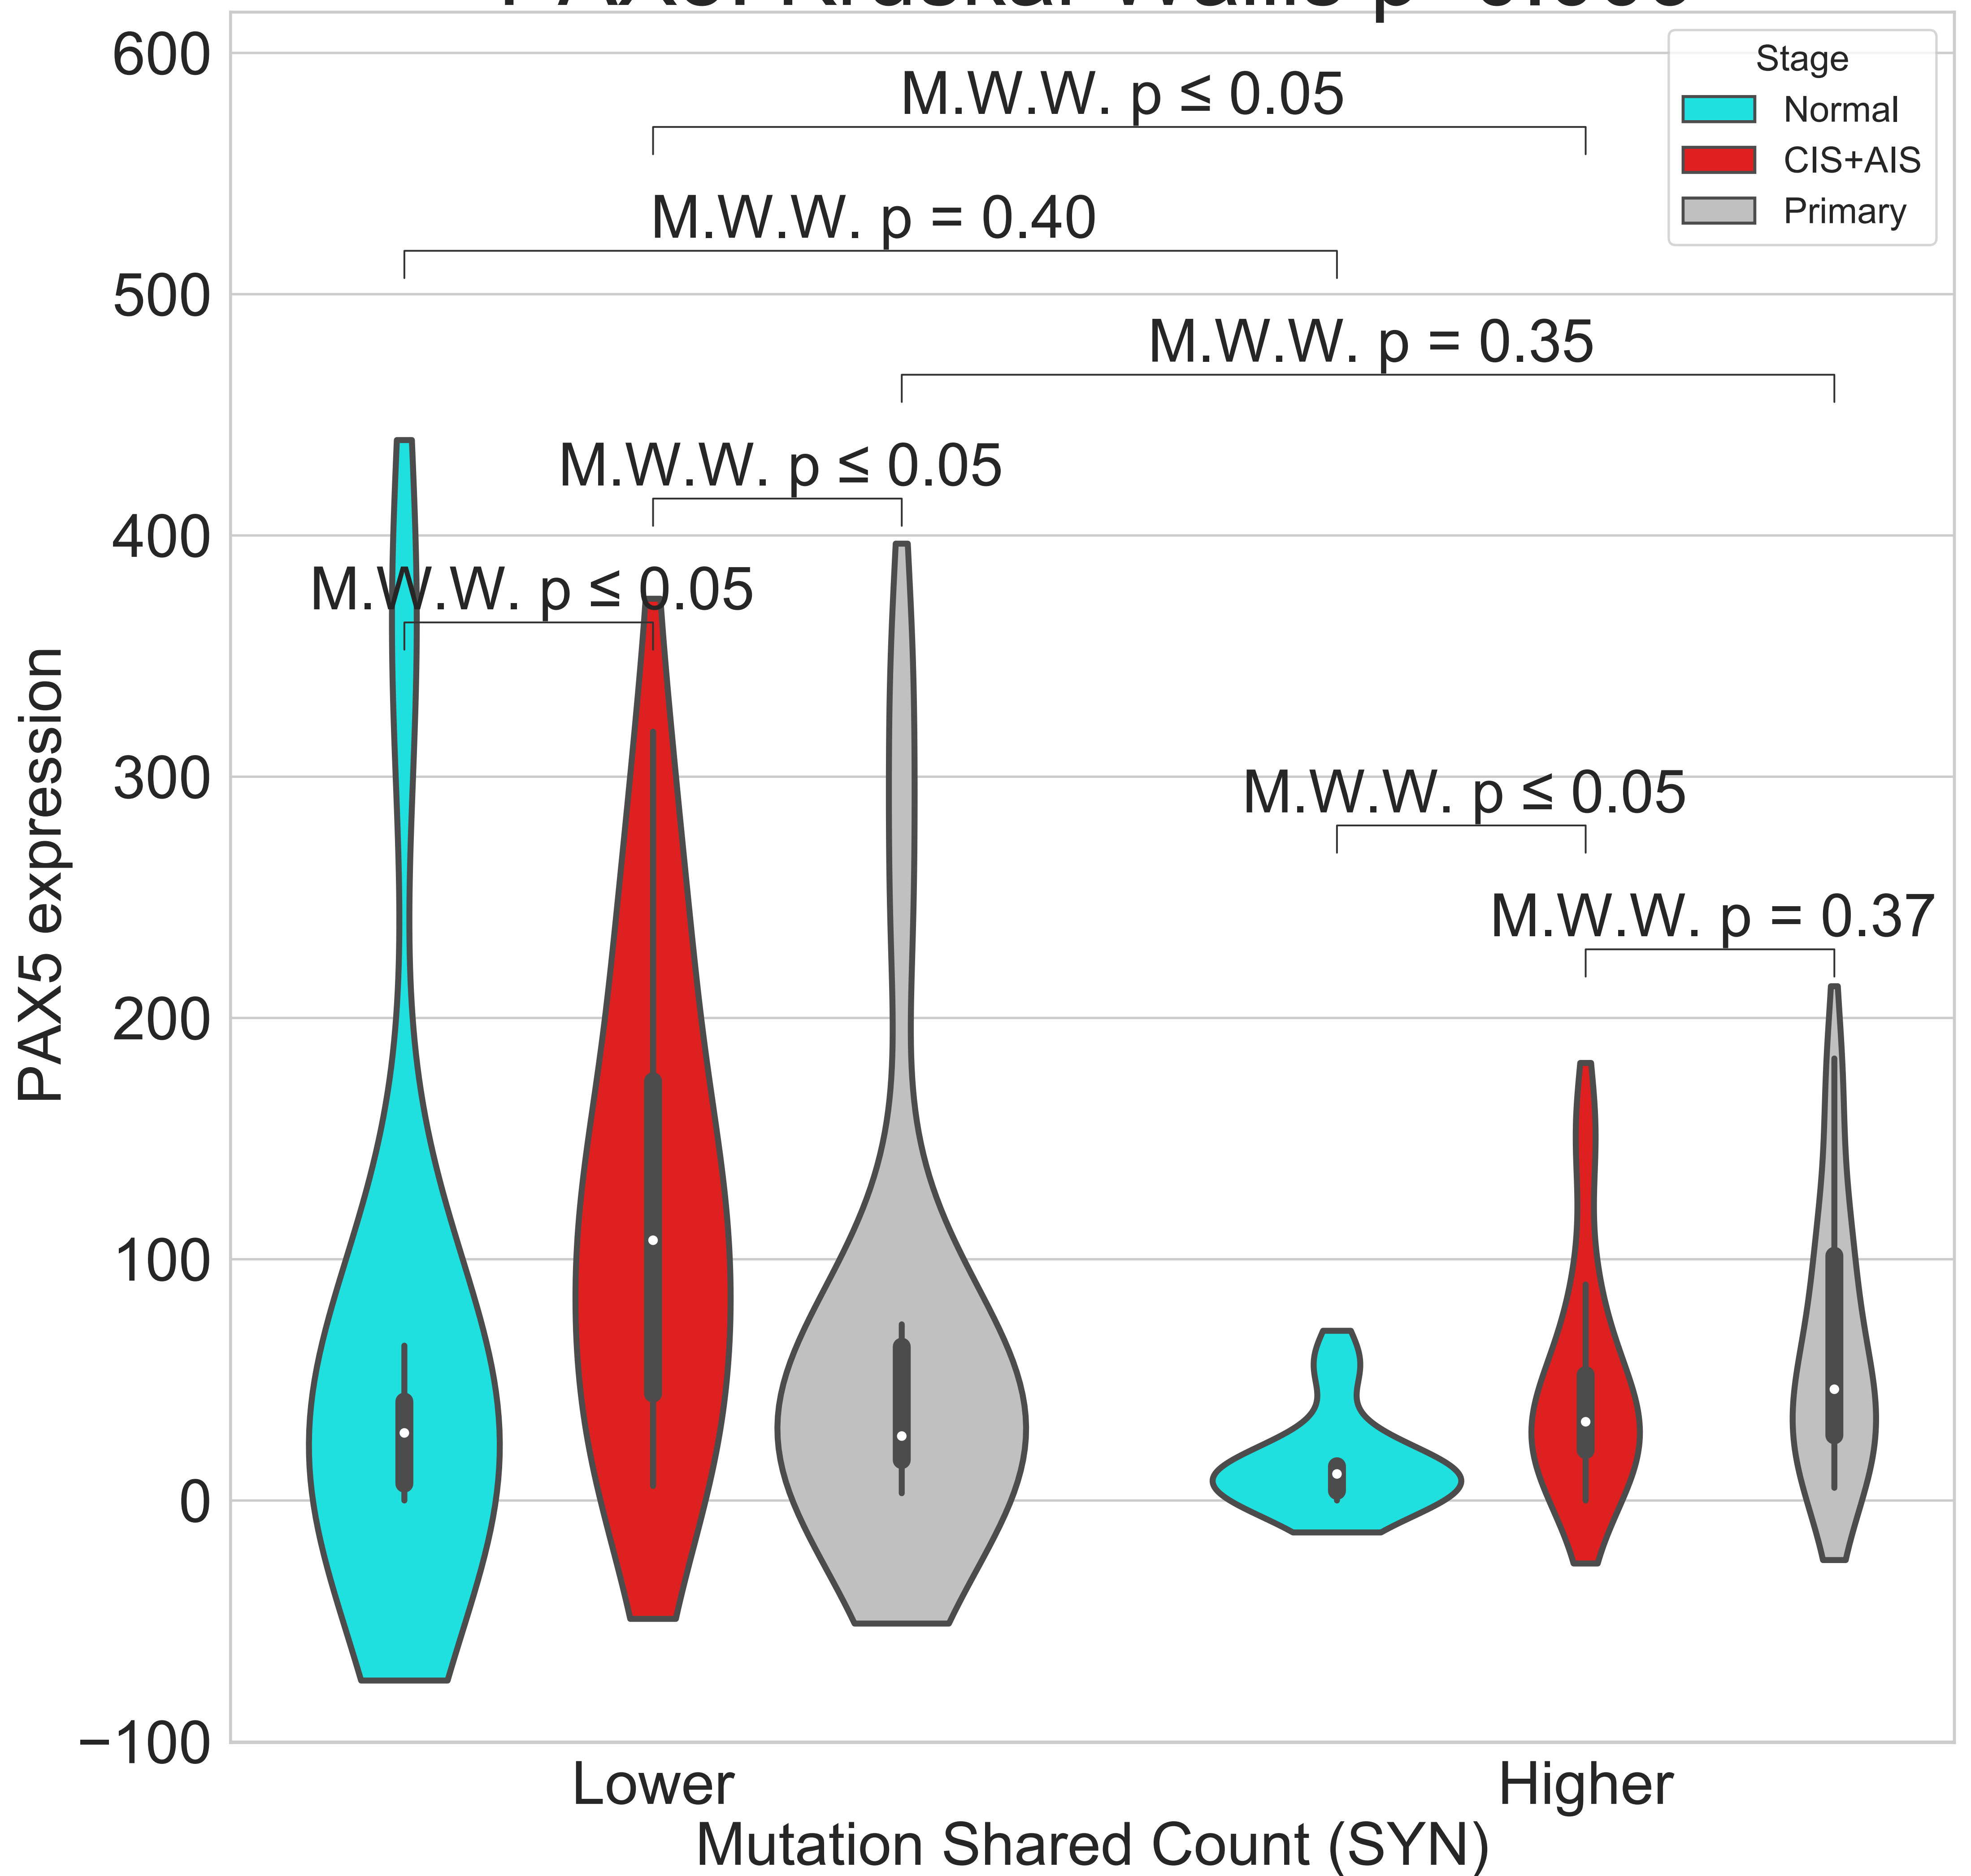 600
500
400
300
200
100
0
−100
PAX5 expression
M.W.W. p ≤ 0.05
M.W.W. p = 0.40
M.W.W. p = 0.35
M.W.W. p ≤ 0.05
M.W.W. p ≤ 0.05
M.W.W. p ≤ 0.05
M.W.W. p = 0.37
Stage
Normal
CIS+AIS
Primary
Lower
Higher
Mutation Shared Count (SYN)